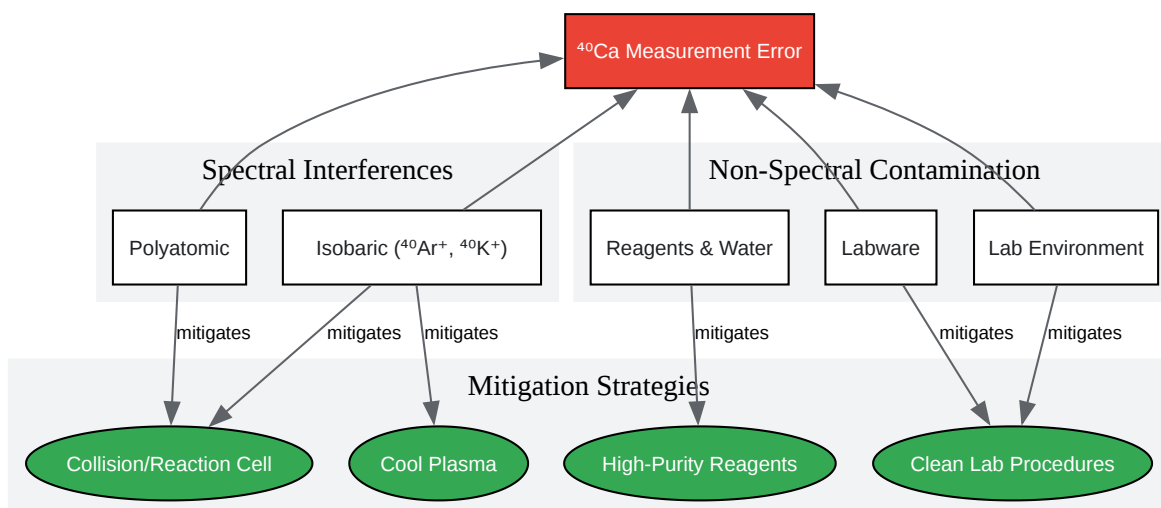 ⁴⁰Ca Measurement Error
Spectral Interferences
Non-Spectral Contamination
Polyatomic
Isobaric (⁴⁰Ar⁺, ⁴⁰K⁺)
Reagents & Water
Labware
Lab Environment
mitigates
mitigates
mitigates
mitigates
mitigates
mitigates
Mitigation Strategies
Collision/Reaction Cell
Cool Plasma
High-Purity Reagents
Clean Lab Procedures